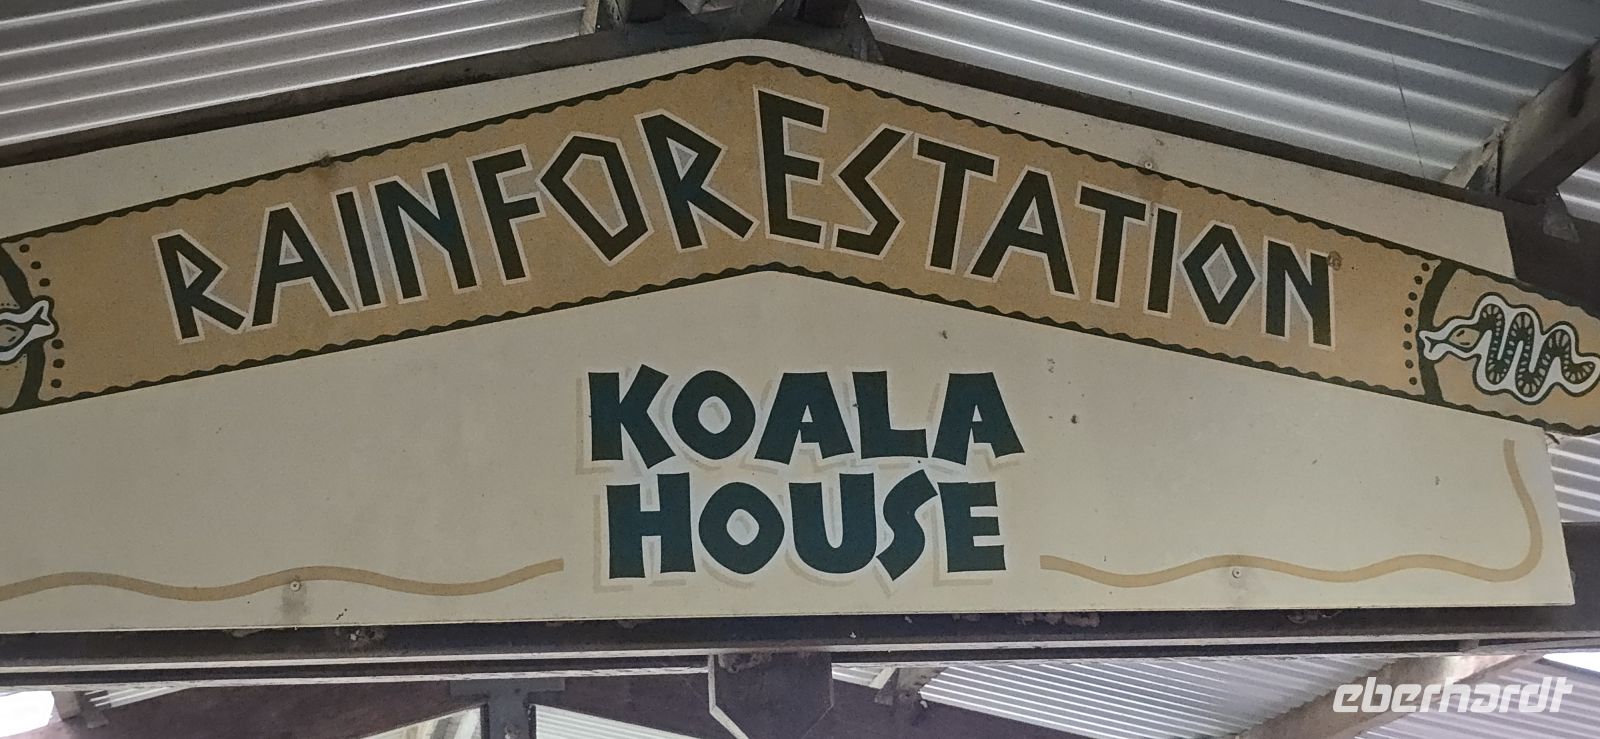 RAINFORESTATION®
KOALA
HOUSE
eberhardt